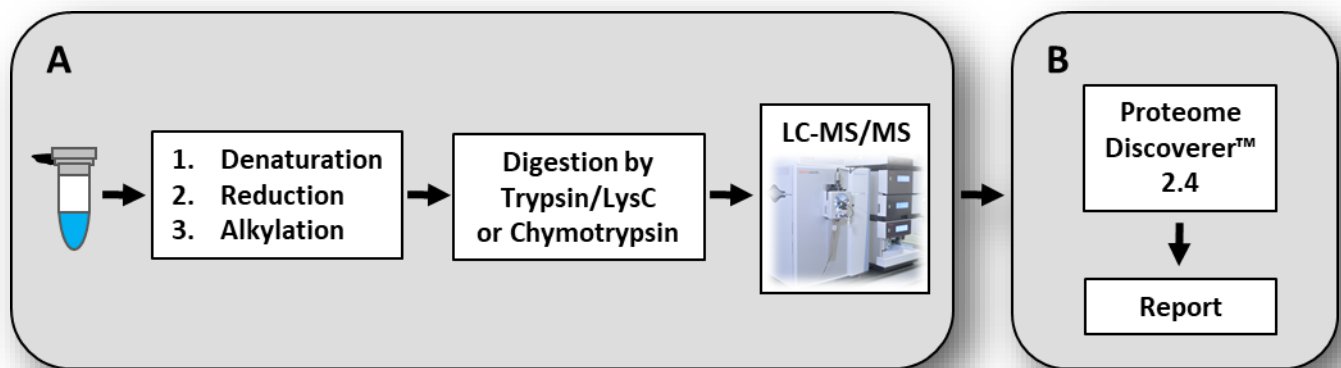 A
1. Denaturation
2. Reduction
3. Alkylation
Digestion by
Trypsin/LysC
or Chymotrypsin
LC-MS/MS
B
Proteome
Discoverer™
2.4
Report